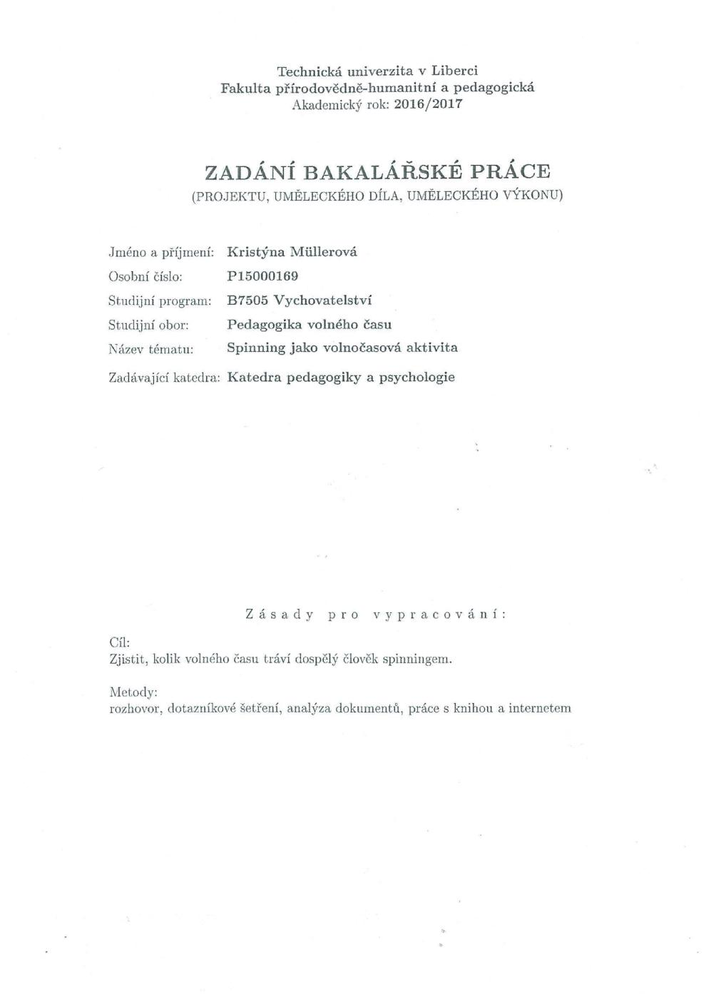 Technická univerzita v Liberci
Fakulta přírodovědně-humanitní a pedagogická
Akademický rok: 2016/2017
ZADÁNÍ BAKALÁŘSKÉ PRÁCE
(PROJEKTU, UMĚLECKÉHO DÍLA, UMĚLECKÉHO VÝKONU)
Jméno a příjmení: Kristýna Müllerová
Osobní číslo: P15000169
Studijní program: B7505 Vychovatelství
Studijní obor: Pedagogika volného času
Název tématu: Spinning jako volnočasová aktivita
Zadávající katedra: Katedra pedagogiky a psychologie
Zásady pro vypracování:
Cíl:
Zjistit, kolik volného času tráví dospělý člověk spinningem.
Metody:
rozhovor, dotazníkové šetření, analýza dokumentů, práce s knihou a internetem